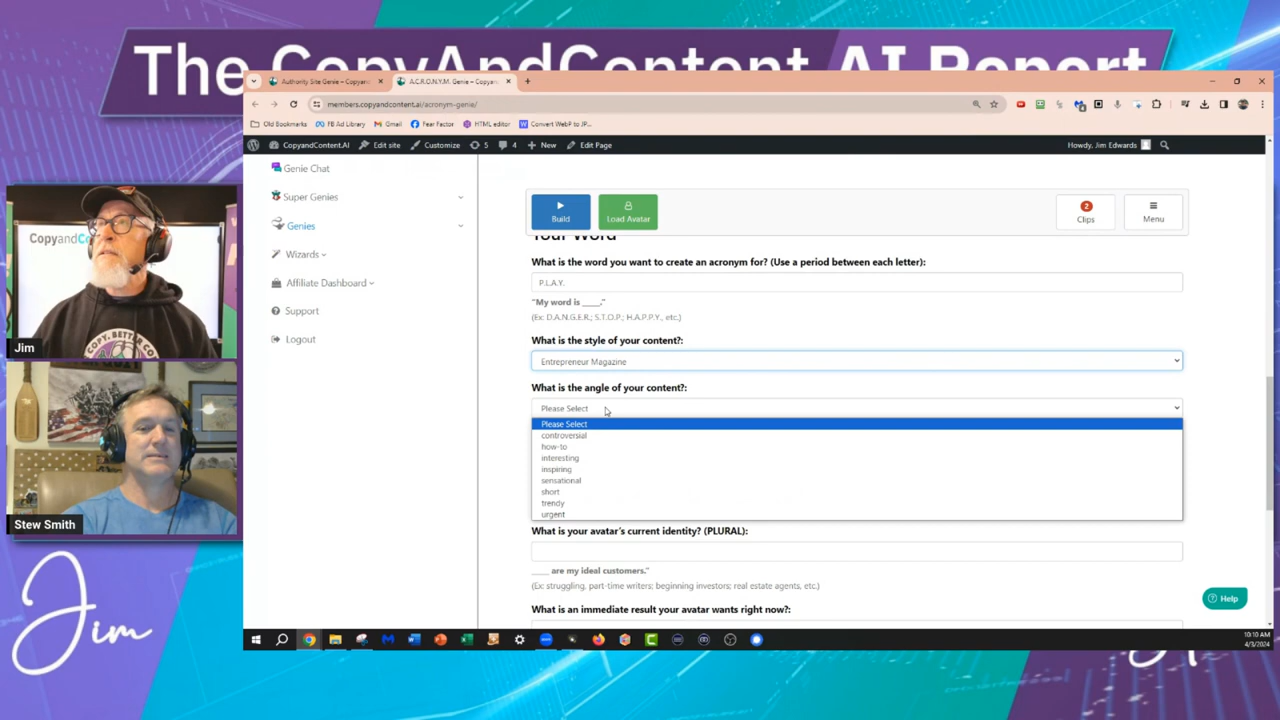 The CopyAndContent AI Report
Authority Site Genie – Copyan
A.C.R.O.N.Y.M. Genie – Copyan
members.copyandcontent.ai/acronym-genie/
Old Bookmarks
FB Ad Library
Gmail
Fear Factor
HTML editor
Convert WebP to JP...
CopyandContent.AI
Edit site
Customize
5
4
New
Edit Page
Howdy, Jim Edwards
Genie Chat
Super Genies
Genies
Wizards
Affiliate Dashboard
Support
Logout
Build
Load Avatar
2
Clips
Menu
Your Word
What is the word you want to create an acronym for? (Use a period between each letter):
P.L.A.Y.
"My word is ____."
(Ex: D.A.N.G.E.R.; S.T.O.P.; H.A.P.P.Y., etc.)
What is the style of your content?:
Entrepreneur Magazine
What is the angle of your content?:
Please Select
Please Select
controversial
how-to
interesting
inspiring
sensational
short
trendy
urgent
What is your avatar's current identity? (PLURAL):
____ are my ideal customers."
(Ex: struggling, part-time writers; beginning investors; real estate agents, etc.)
What is an immediate result your avatar wants right now?:
Help
10:10 AM
4/3/2024
Jim
Stew Smith
Jim